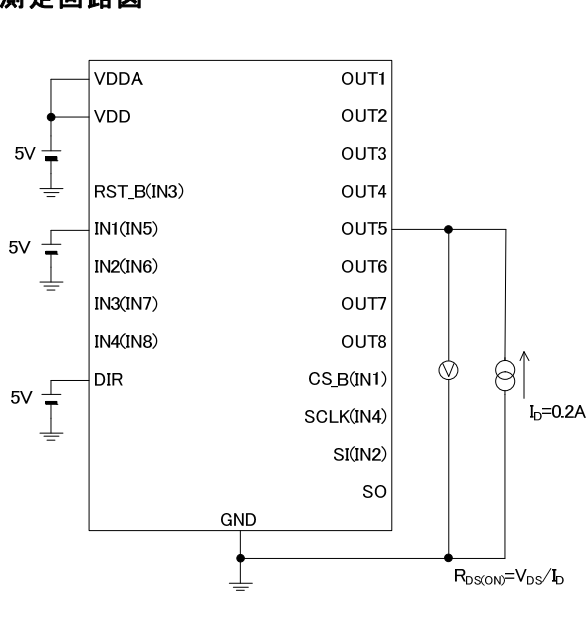 測定回路図
VDDA
VDD
5V
RST_B(IN3)
5V
IN1(IN5)
IN2(IN6)
IN3(IN7)
IN4(IN8)
5V
DIR
OUT1
OUT2
OUT3
OUT4
OUT5
OUT6
OUT7
OUT8
CS_B(IN1)
SCLK(IN4)
SI(IN2)
SO
GND
V
ID=0.2A
RDS(ON)=VDS/ID